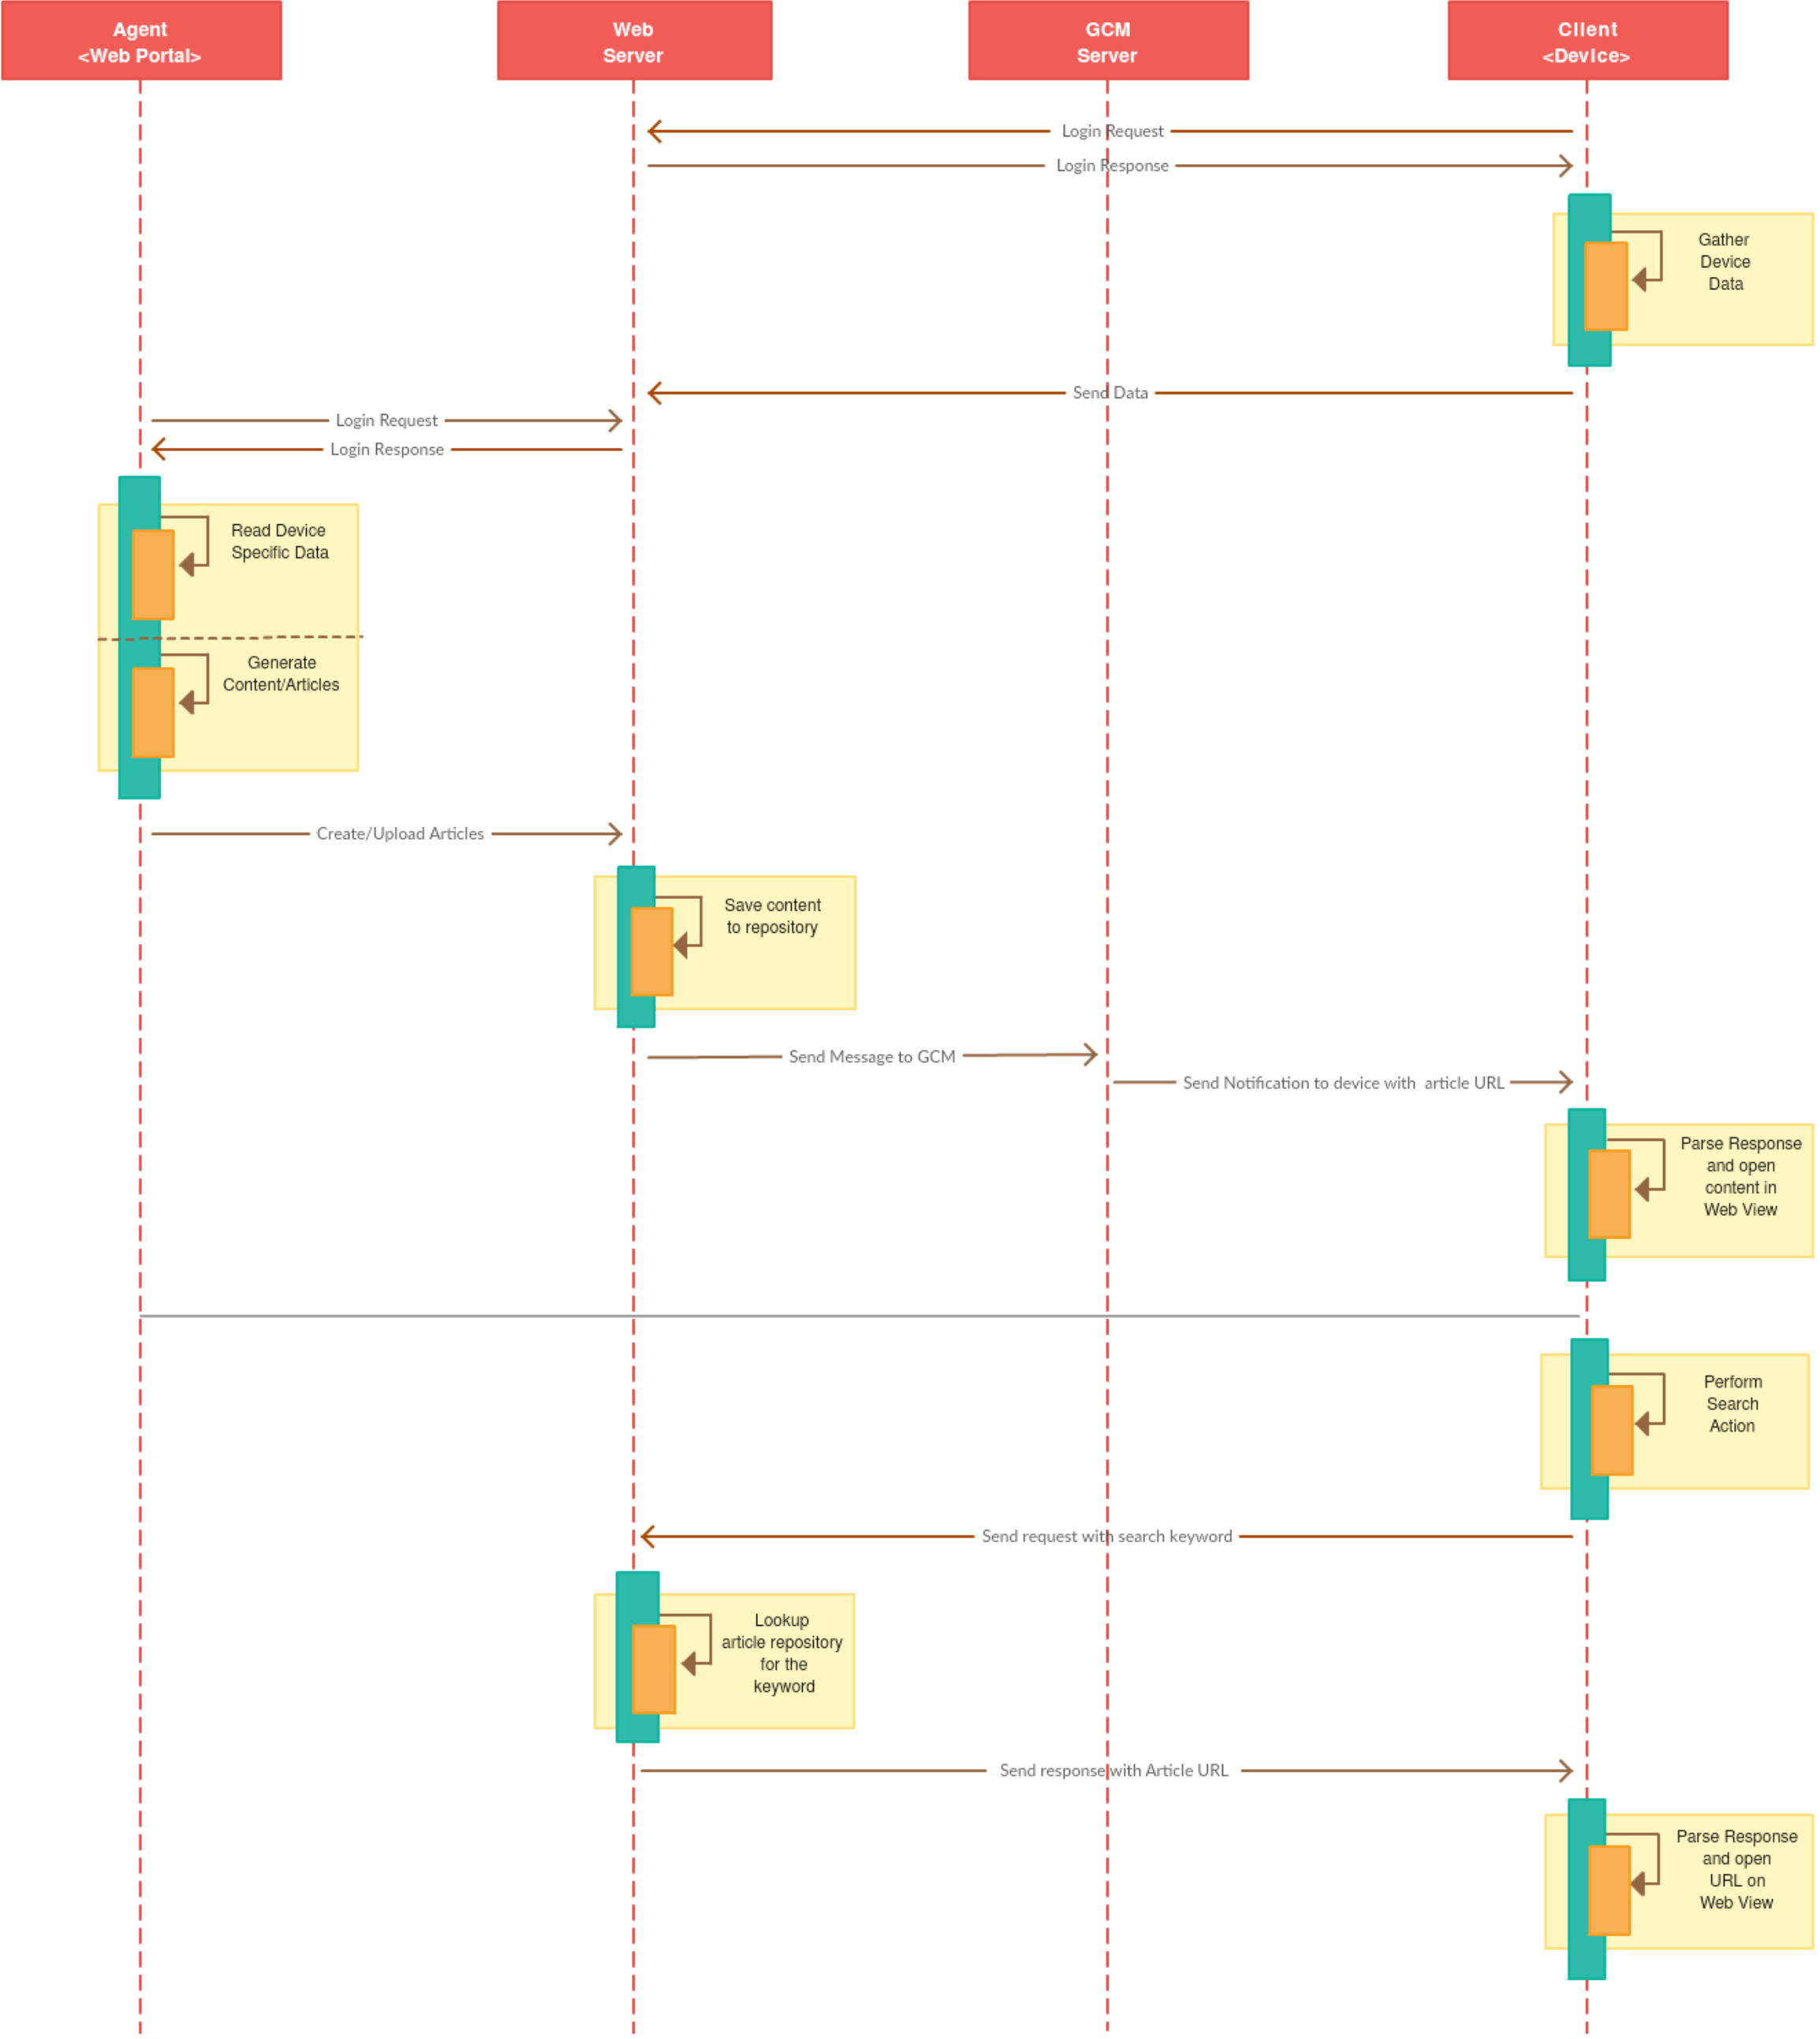 Agent
<Web Portal>
Web
Server
GCM
Server
Client
<Device>
Login Request
Login Response
Gather
Device
Data
Send Data
Login Request
Login Response
Read Device
Specific Data
Generate
Content/Articles
Create/Upload Articles
Save content
to repository
Send Message to GCM
Send Notification to device with article URL
Parse Response
and open
content in
Web View
Perform
Search
Action
Send request with search keyword
Lookup
article repository
for the
keyword
Send response with Article URL
Parse Response
and open
URL on
Web View